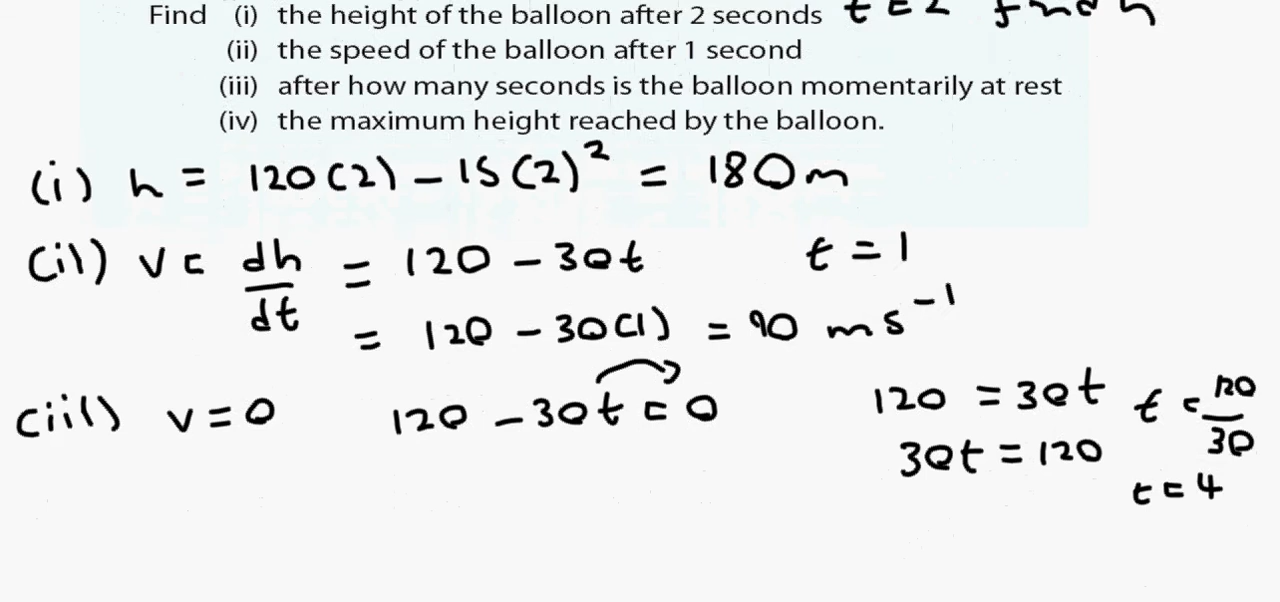 Find (i) the height of the balloon after 2 seconds t = 2 find h
(ii) the speed of the balloon after 1 second
(iii) after how many seconds is the balloon momentarily at rest
(iv) the maximum height reached by the balloon.
(i) h = 120(2) – 15(2)² = 180m
(ii) v = dh/dt = 120 – 30t t = 1
= 120 – 30(1) = 90 ms⁻¹
(iii) v = 0 120 – 30t = 0 120 = 30t t = 120/30
30t = 120
t = 4